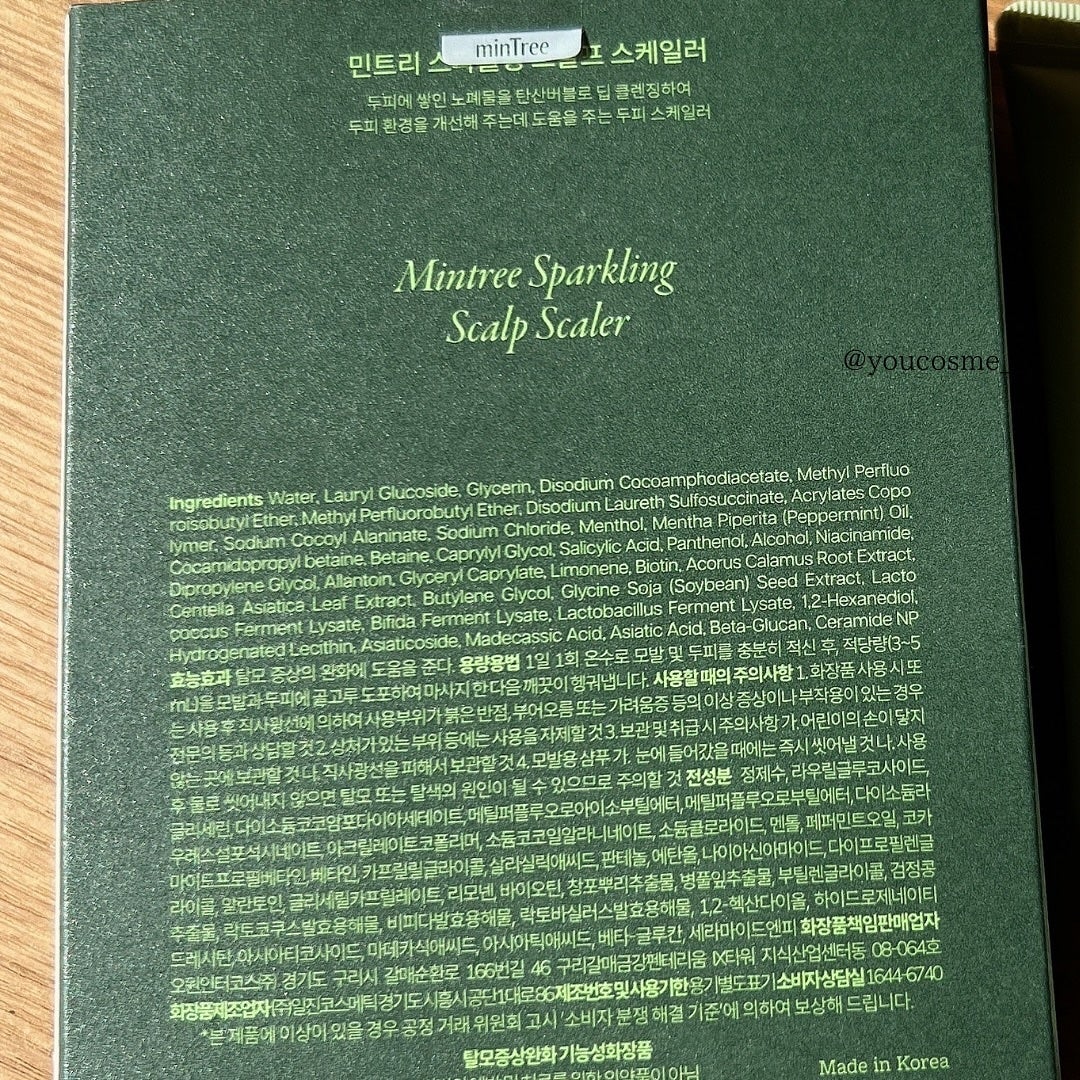 minTree
민트리 스케일러
두피에 쌓인 노폐물을 탄산버블로 딥 클렌징하여
두피 환경을 개선해 주는데 도움을 주는 두피 스케일러
Mintree Sparkling
Scalp Scaler
@youcosme_
Ingredients Water, Lauryl Glucoside, Glycerin, Disodium Cocoamphodiacetate, Methyl Perfluo
roisobutyl Ether, Methyl Perfluorobutyl Ether, Disodium Laureth Sulfosuccinate, Acrylates Copo
lymer, Sodium Cocoyl Alaninate, Sodium Chloride, Menthol, Mentha Piperita (Peppermint) Oil,
Cocamidopropyl betaine, Betaine, Caprylyl Glycol, Salicylic Acid, Panthenol, Alcohol, Niacinamide,
Dipropylene Glycol, Allantoin, Glyceryl Caprylate, Limonene, Biotin, Acorus Calamus Root Extract,
Centella Asiatica Leaf Extract, Butylene Glycol, Glycine Soja (Soybean) Seed Extract, Lacto
coccus Ferment Lysate, Bifida Ferment Lysate, Lactobacillus Ferment Lysate, 1,2-Hexanediol,
Hydrogenated Lecithin, Asiaticoside, Madecassic Acid, Asiatic Acid, Beta-Glucan, Ceramide NP
효능효과 탈모 증상의 완화에 도움을 준다 용량용법 1일 1회 온수로 모발 및 두피를 충분히 적신 후, 적당량(3~5
mL)을 모발과 두피에 골고루 도포하여 마사지 한 다음 깨끗이 헹궈냅니다. 사용할 때의 주의사항 1. 화장품 사용 시 또
는 사용 후 직사광선에 의하여 사용부위가 붉은 반점, 부어오름 또는 가려움증 등의 이상 증상이나 부작용이 있는 경우
전문의 등과 상담할 것 2. 상처가 있는 부위 등에는 사용을 자제할 것 3. 보관 및 취급 시 주의사항 가. 어린이의 손이 닿지
않는 곳에 보관할 것 나. 직사광선을 피해서 보관할 것 4. 모발용 샴푸 가. 눈에 들어갔을 때에는 즉시 씻어낼 것 나. 사용
후 물로 씻어내지 않으면 탈모 또는 탈색의 원인이 될 수 있으므로 주의할 것 전성분 정제수, 라우릴글루코사이드,
글리세린, 다이소듐코코암포다이아세테이트, 메틸퍼플루오로아이소부틸에터, 메틸퍼플루오로부틸에터, 다이소듐라
우레스설포석시네이트, 아크릴레이트코폴리머, 소듐코코일알라니네이트, 소듐클로라이드, 멘톨, 페퍼민트오일, 코카
마이드프로필베타인, 베타인, 카프릴릴글라이콜, 살리실릭애씨드, 판테놀, 에탄올, 나이아신아마이드, 다이프로필렌글
라이콜, 알란토인, 글리세릴카프릴레이트, 리모넨, 바이오틴, 창포뿌리추출물, 병풀잎추출물, 부틸렌글라이콜, 검정콩
추출물, 락토코쿠스발효용해물, 비피다발효용해물, 락토바실러스발효용해물, 1,2-헥산다이올, 하이드로제네이티
드레시틴, 아시아티코사이드, 마데카식애씨드, 아시아틱애씨드, 베타-글루칸, 세라마이드엔피 화장품책임판매업자
오원인터코스㈜ 경기도 구리시 갈매순환로 166번길 46 구리갈매금강펜테리움 IX타워 지식산업센터동 08-064호
화장품제조업자 (주)일진코스메틱 경기도 시흥시 공단1대로 86 제조번호 및 사용기한 용기 별도 표기 소비자상담실 1644-6740
*본 제품에 이상이 있을 경우 공정 거래 위원회 고시 '소비자 분쟁 해결 기준'에 의하여 보상해 드립니다.
탈모증상완화 기능성화장품
위한 의약품이 아님
Made in Korea